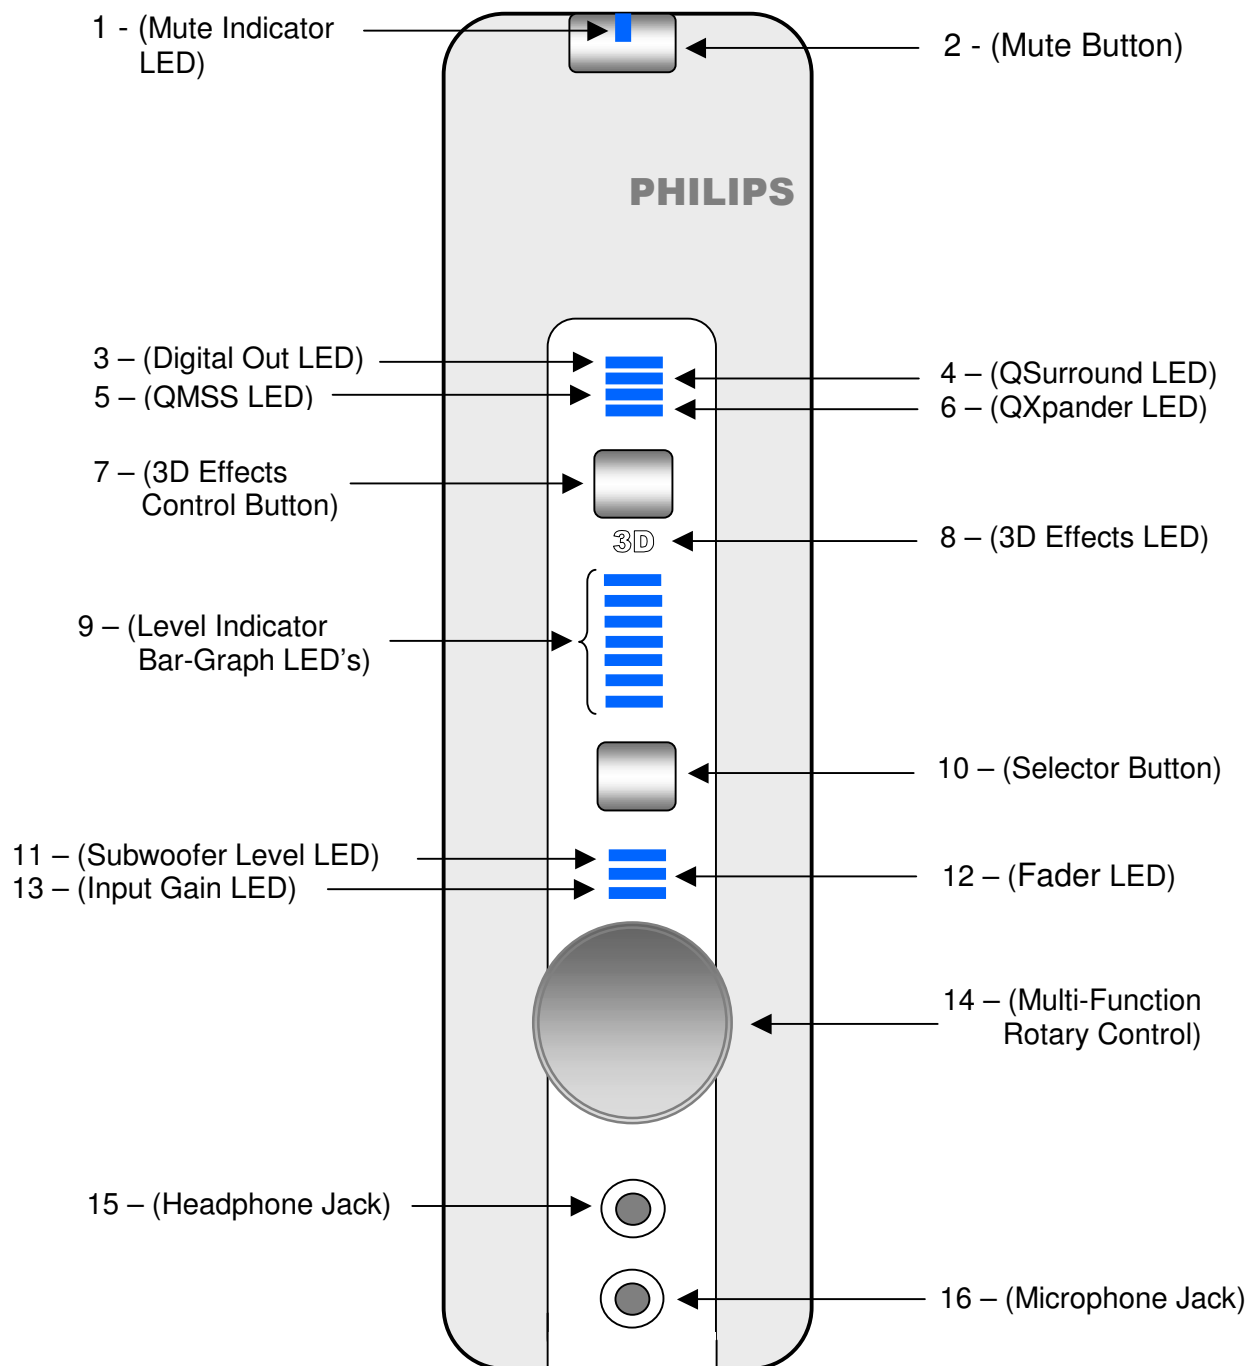 1 - (Mute Indicator
LED)
2 - (Mute Button)
PHILIPS
3 – (Digital Out LED)
4 – (QSurround LED)
5 – (QMSS LED)
6 – (QXpander LED)
7 – (3D Effects
Control Button)
3D
8 – (3D Effects LED)
9 – (Level Indicator
Bar-Graph LED's)
10 – (Selector Button)
11 – (Subwoofer Level LED)
12 – (Fader LED)
13 – (Input Gain LED)
14 – (Multi-Function
Rotary Control)
15 – (Headphone Jack)
16 – (Microphone Jack)